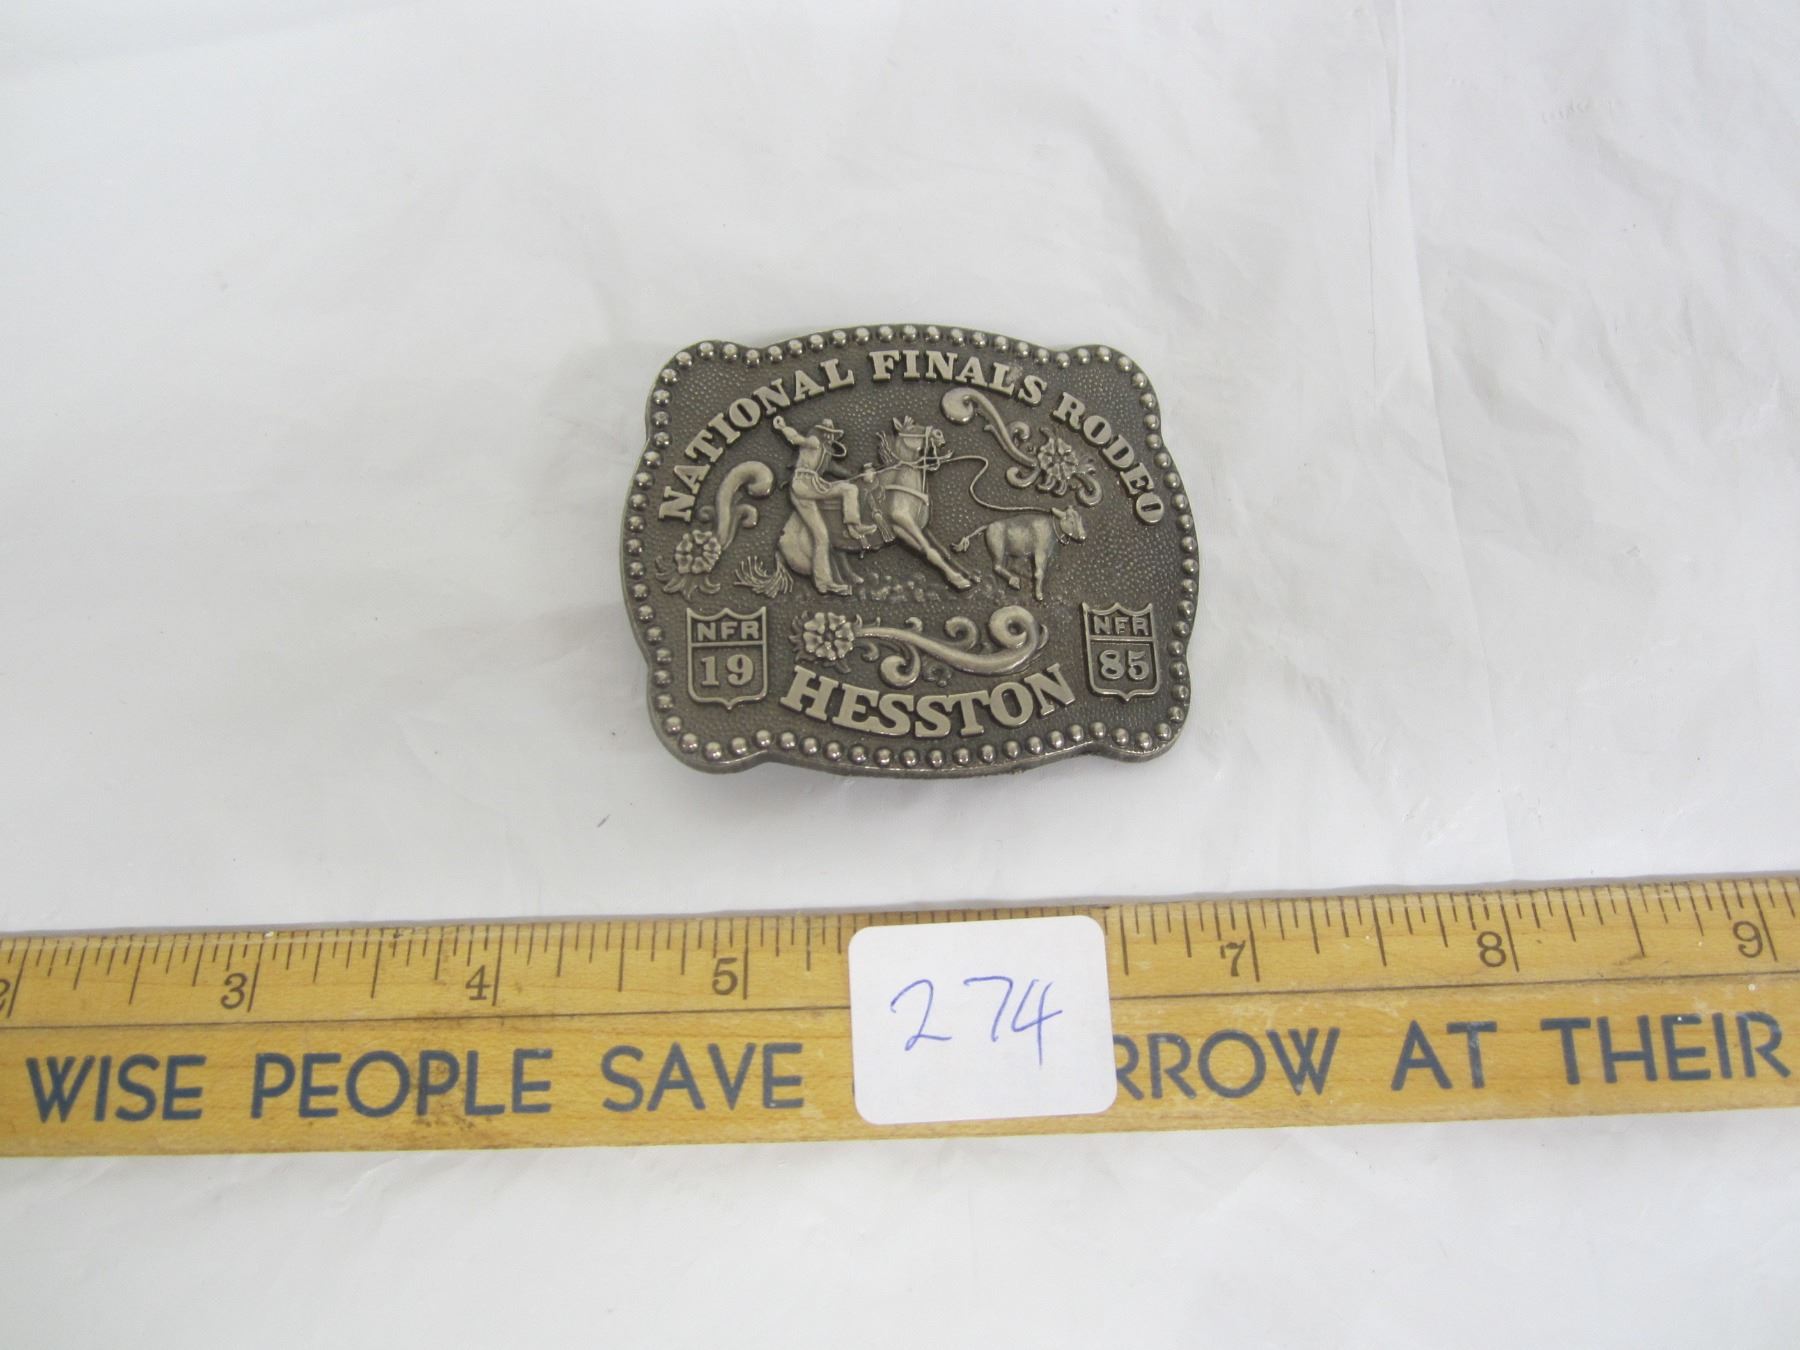 NATIONAL FINALS RODEO
NFR
19
NFR
85
HESSTON
3 4 5 7 8 9
274
WISE PEOPLE SAVE RROW AT THEIR